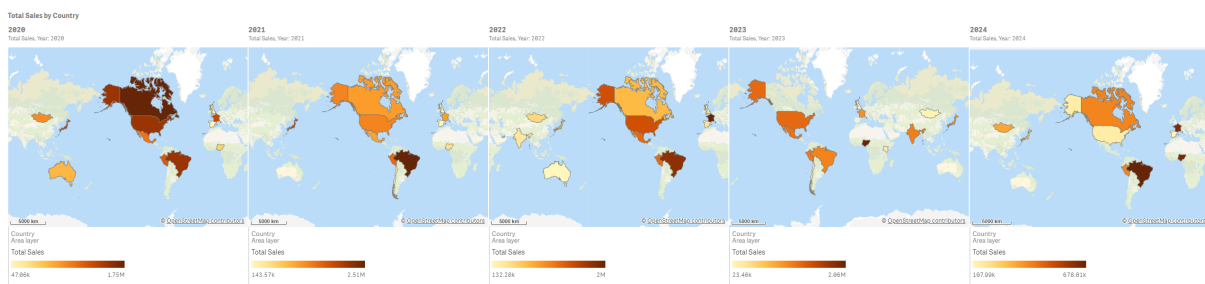 Total Sales by Country
2020
Total Sales, Year: 2020
5000 km
© OpenStreetMap contributors
Country
Area layer
Total Sales
47.06k 1.75M
2021
Total Sales, Year: 2021
5000 km
© OpenStreetMap contributors
Country
Area layer
Total Sales
143.57k 2.51M
2022
Total Sales, Year: 2022
5000 km
© OpenStreetMap contributors
Country
Area layer
Total Sales
132.28k 2M
2023
Total Sales, Year: 2023
5000 km
© OpenStreetMap contributors
Country
Area layer
Total Sales
23.46k 2.06M
2024
Total Sales, Year: 2024
5000 km
© OpenStreetMap contributors
Country
Area layer
Total Sales
107.99k 678.01k